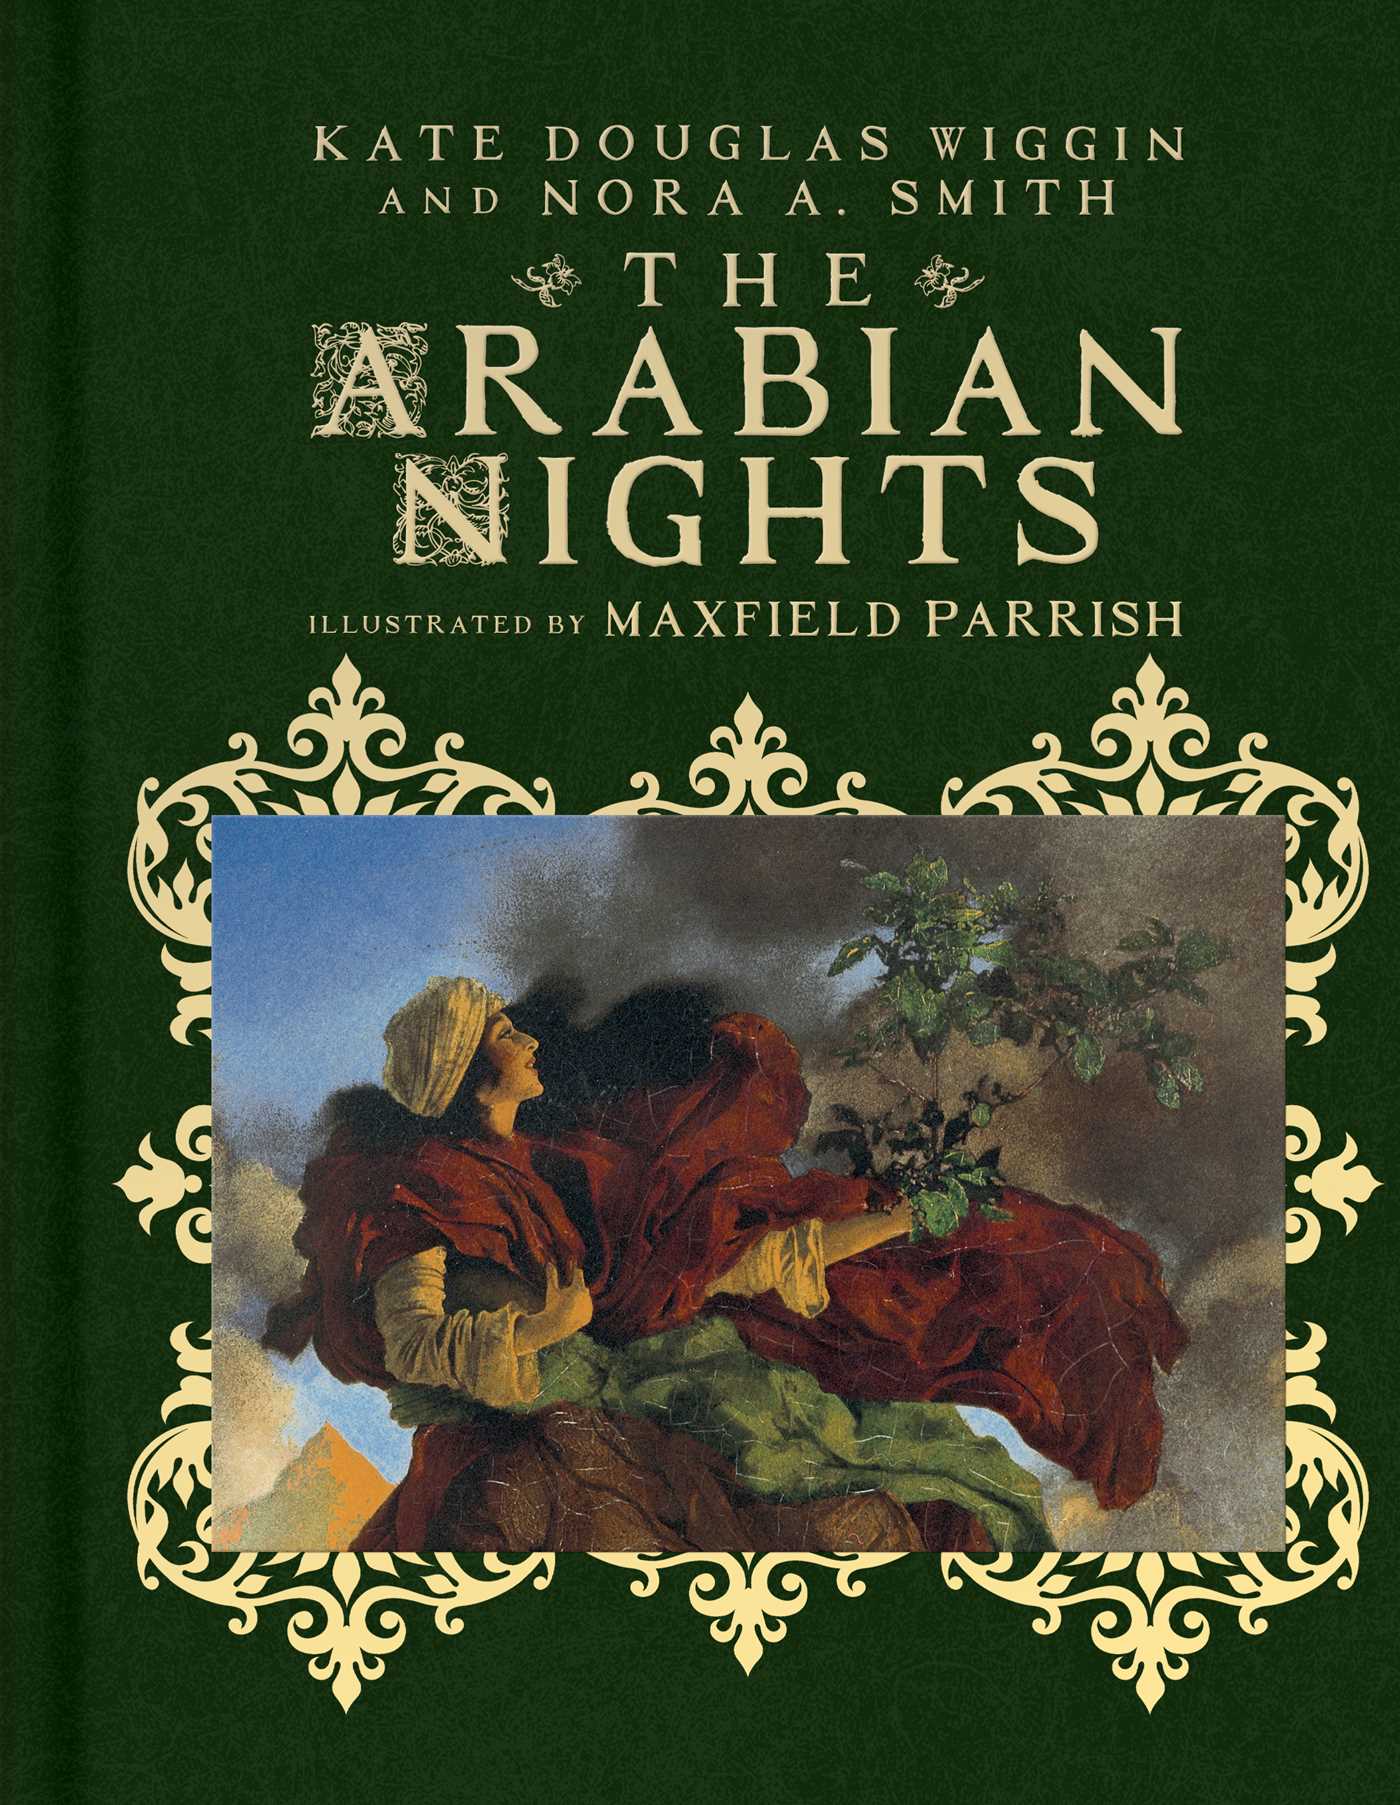 KATE DOUGLAS WIGGIN
AND NORA A. SMITH
THE
ARABIAN
NIGHTS
ILLUSTRATED BY MAXFIELD PARRISH